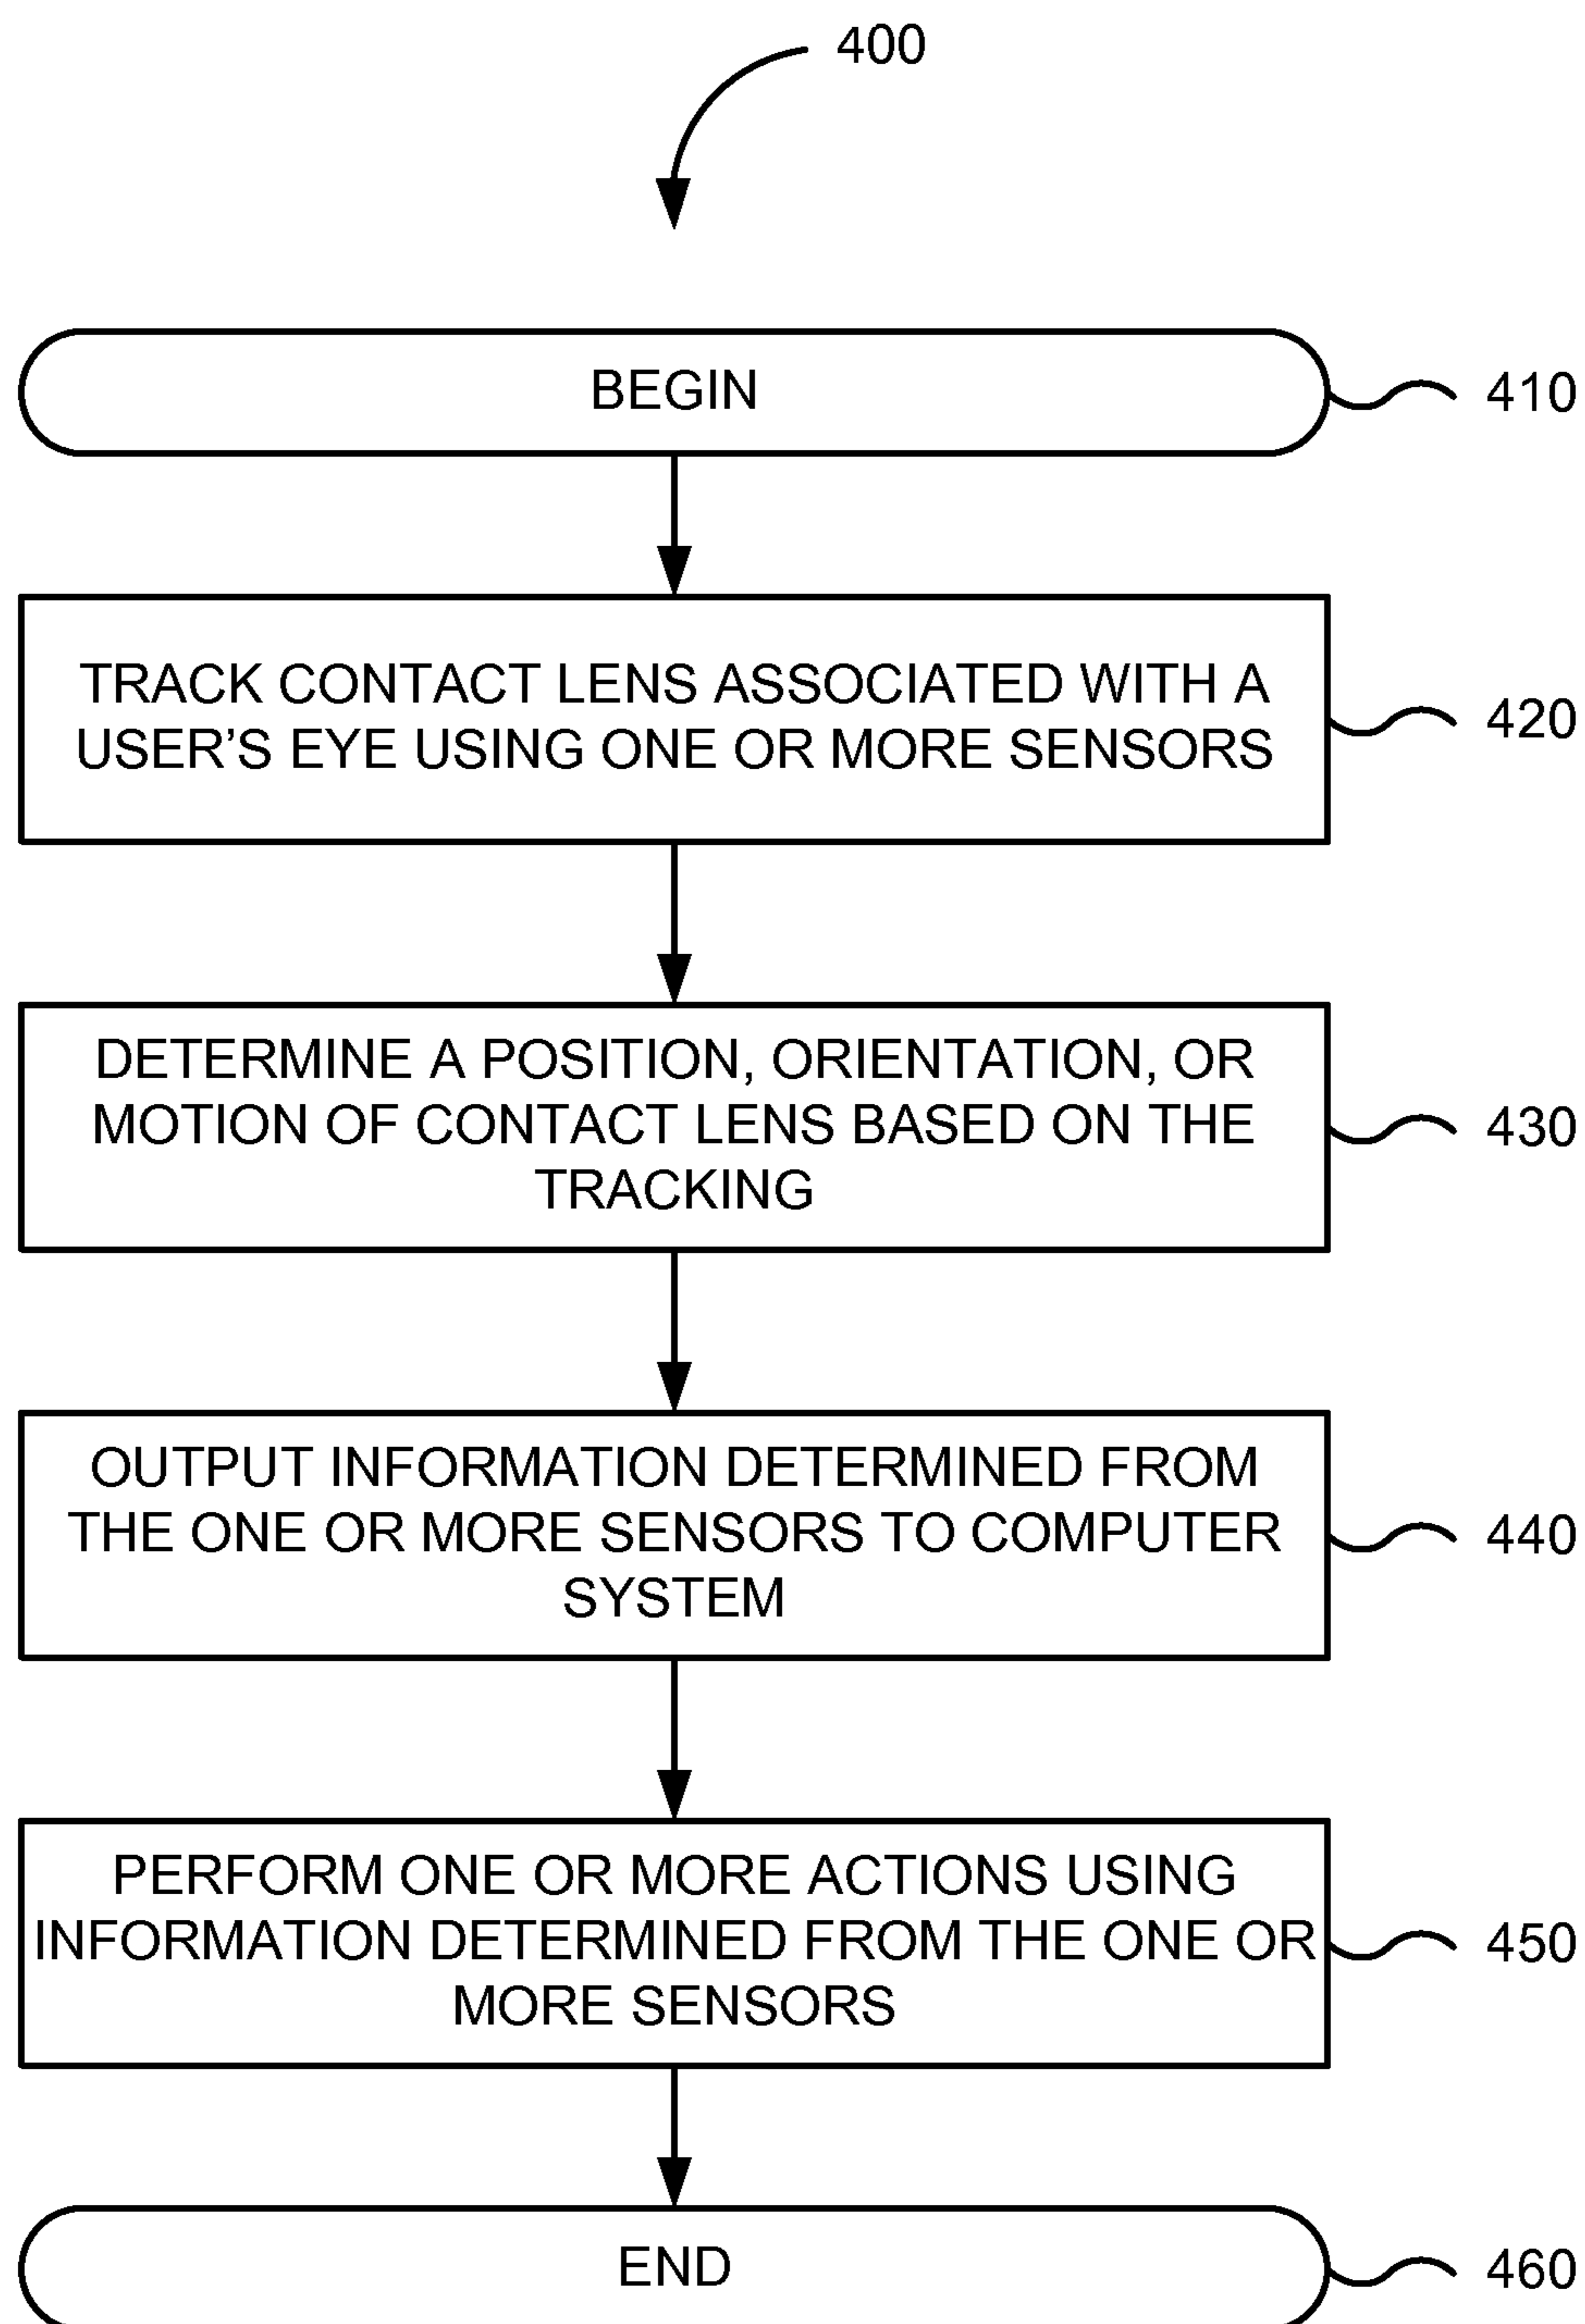 400
BEGIN
410
TRACK CONTACT LENS ASSOCIATED WITH A
USER’S EYE USING ONE OR MORE SENSORS
420
DETERMINE A POSITION, ORIENTATION, OR
MOTION OF CONTACT LENS BASED ON THE
TRACKING
430
OUTPUT INFORMATION DETERMINED FROM
THE ONE OR MORE SENSORS TO COMPUTER
SYSTEM
440
PERFORM ONE OR MORE ACTIONS USING
INFORMATION DETERMINED FROM THE ONE OR
MORE SENSORS
450
END
460